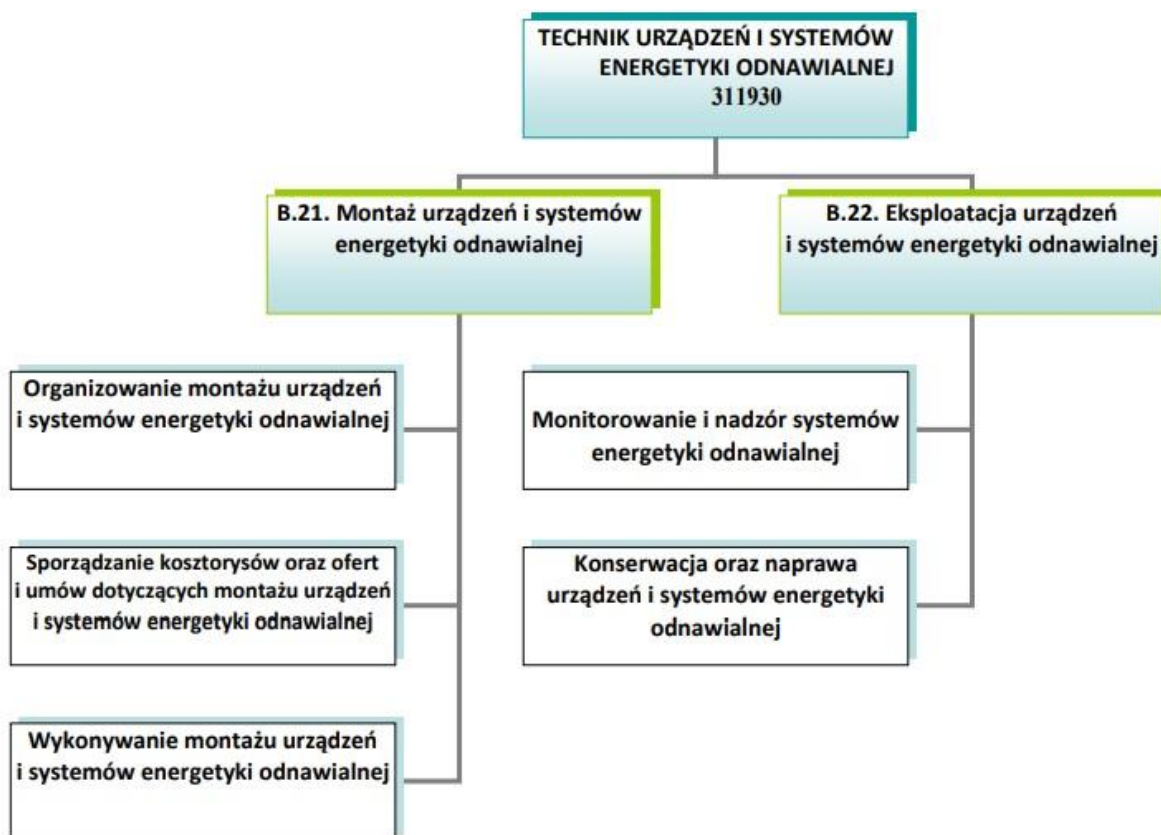 TECHNIK URZĄDZEŃ I SYSTEMÓW
ENERGETYKI ODNAWIALNEJ
311930
B.21. Montaż urządzeń i systemów
energetyki odnawialnej
B.22. Eksploatacja urządzeń
i systemów energetyki odnawialnej
Organizowanie montażu urządzeń
i systemów energetyki odnawialnej
Sporządzanie kosztorysów oraz ofert
i umów dotyczących montażu urządzeń
i systemów energetyki odnawialnej
Wykonywanie montażu urządzeń
i systemów energetyki odnawialnej
Monitorowanie i nadzór systemów
energetyki odnawialnej
Konserwacja oraz naprawa
urządzeń i systemów energetyki
odnawialnej